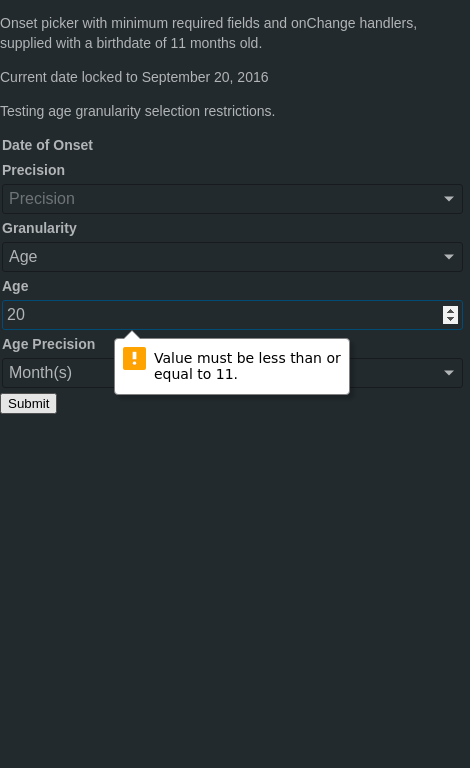 Onset picker with minimum required fields and onChange handlers,
supplied with a birthdate of 11 months old.
Current date locked to September 20, 2016
Testing age granularity selection restrictions.
Date of Onset
Precision
Precision
Granularity
Age
Age
20
Value must be less than or
equal to 11.
Age Precision
Month(s)
Submit